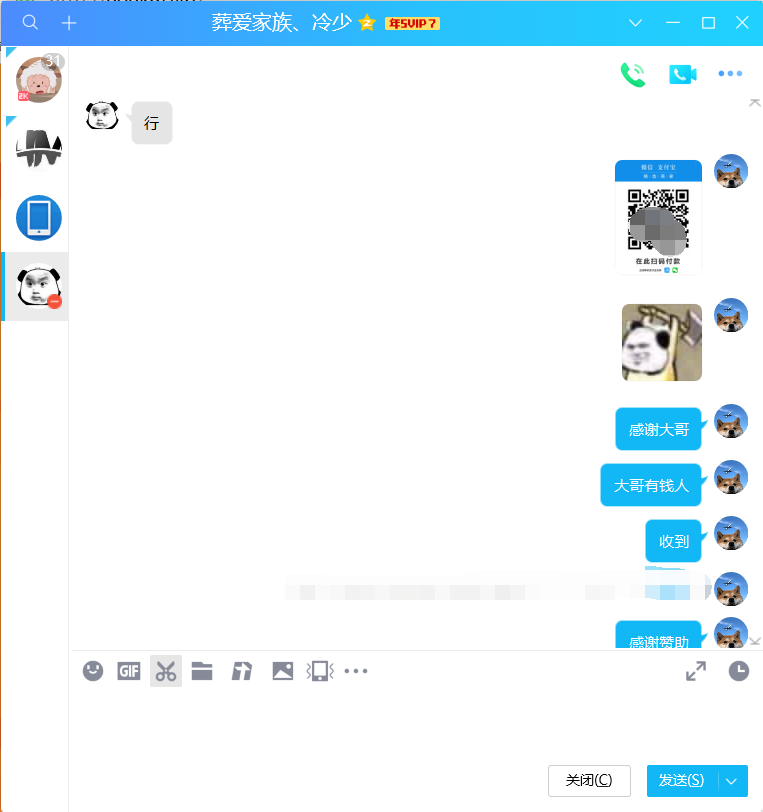 葬爱家族、冷少
年SVIP 7
31
2K
行
微信 支付宝
在此扫码付款
感谢大哥
大哥有钱人
收到
感谢赞助
GIF
关闭(C)
发送(S)